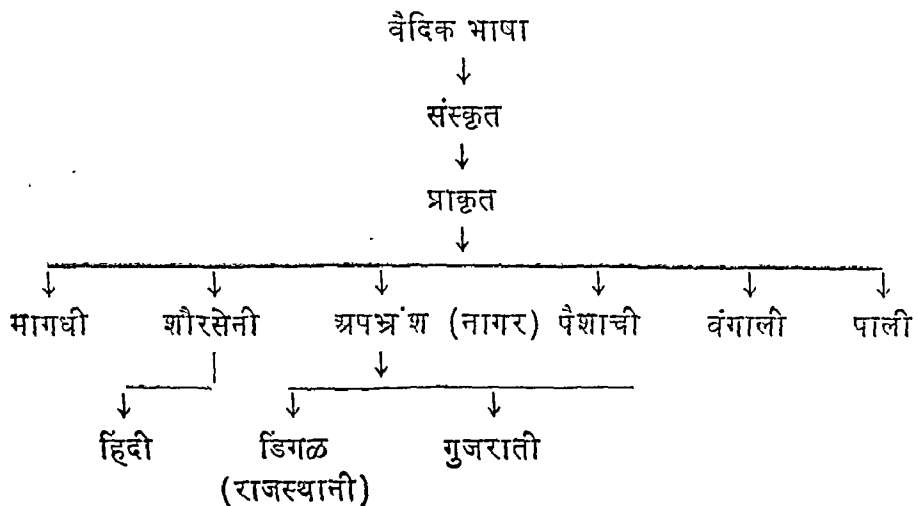 वैदिक भाषा
संस्कृत
प्राकृत
मागधी शौरसेनी अपभ्रंश (नागर) पैशाची वंगाली पाली
हिंदी डिंगळ गुजराती
(राजस्थानी)